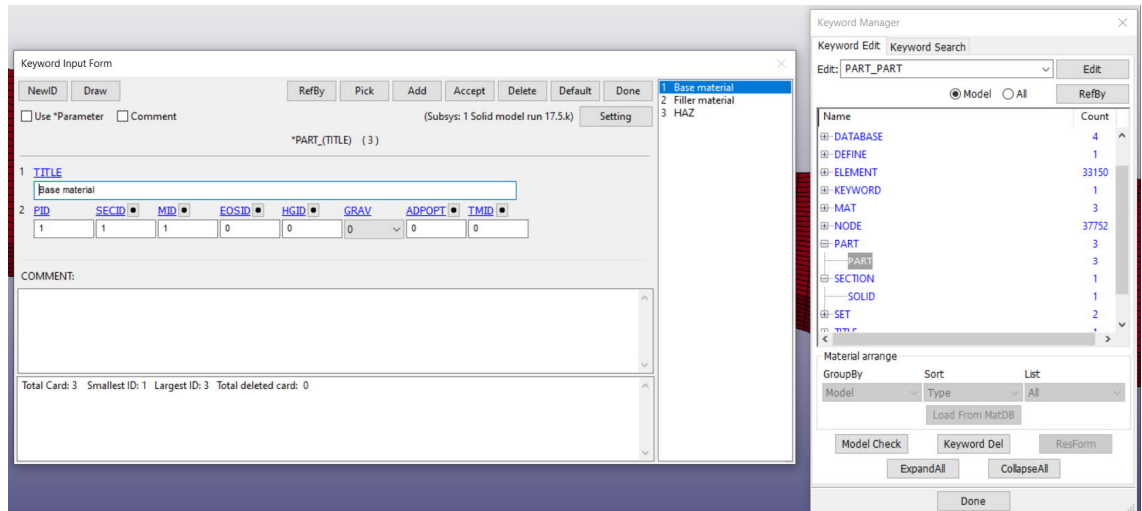 Keyword Input Form
NewID Draw RefBy Pick Add Accept Delete Default Done
Use *Parameter Comment (Subsys: 1 Solid model run 17.5.k) Setting
*PART_(TITLE) (3)
1 TITLE
Base material
2 PID SECID MID EOSID HGID GRAV ADPOPT TMID
1 1 1 0 0 0 0 0
COMMENT:
Total Card: 3 Smallest ID: 1 Largest ID: 3 Total deleted card: 0
1 Base material
2 Filler material
3 HAZ
Keyword Manager
Keyword Edit Keyword Search
Edit: PART_PART Edit
Model All RefBy
Name Count
DATABASE 4
DEFINE 1
ELEMENT 33150
KEYWORD 1
MAT 3
NODE 37752
PART 3
PART 3
SECTION 1
SOLID 1
SET 2
TITLE 1
Material arrange
GroupBy Sort List
Model Type All
Load From MatDB
Model Check Keyword Del ResForm
ExpandAll CollapseAll
Done